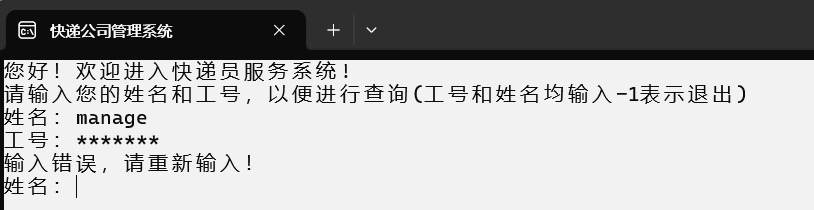 快递公司管理系统
您好！欢迎进入快递员服务系统！
请输入您的姓名和工号，以便进行查询(工号和姓名均输入-1表示退出)
姓名：manage
工号：*******
输入错误，请重新输入！
姓名：